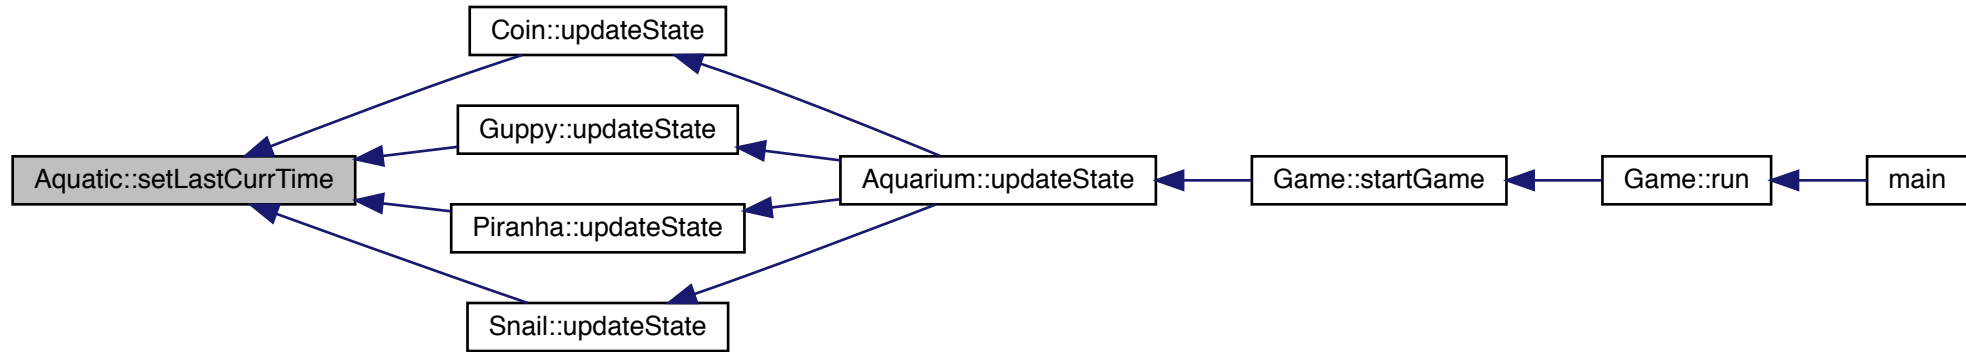 Coin::updateState
Guppy::updateState
Aquatic::setLastCurrTime
Aquarium::updateState
Game::startGame
Game::run
main
Piranha::updateState
Snail::updateState